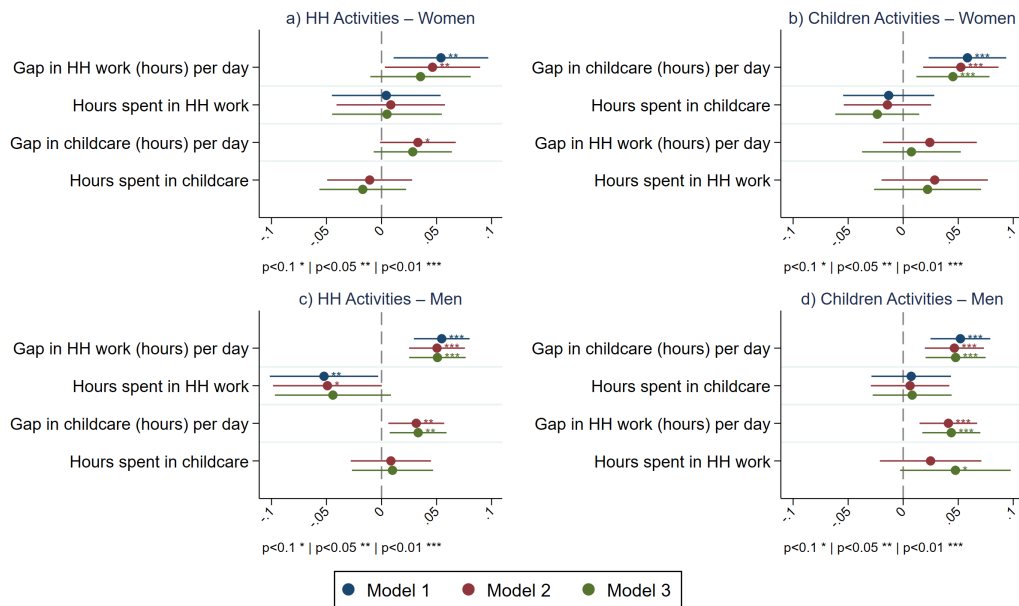 a) HH Activities – Women
Gap in HH work (hours) per day
**
**
Hours spent in HH work
Gap in childcare (hours) per day
*
Hours spent in childcare
-.1
-.05
0
.05
.1
p<0.1 * | p<0.05 ** | p<0.01 ***
b) Children Activities – Women
Gap in childcare (hours) per day
***
***
***
Hours spent in childcare
Gap in HH work (hours) per day
Hours spent in HH work
-.1
-.05
0
.05
.1
p<0.1 * | p<0.05 ** | p<0.01 ***
c) HH Activities – Men
Gap in HH work (hours) per day
***
***
***
Hours spent in HH work
**
*
Gap in childcare (hours) per day
**
**
Hours spent in childcare
-.1
-.05
0
.05
.1
p<0.1 * | p<0.05 ** | p<0.01 ***
d) Children Activities – Men
Gap in childcare (hours) per day
***
***
***
Hours spent in childcare
Gap in HH work (hours) per day
***
***
Hours spent in HH work
*
-.1
-.05
0
.05
.1
p<0.1 * | p<0.05 ** | p<0.01 ***
Model 1 Model 2 Model 3